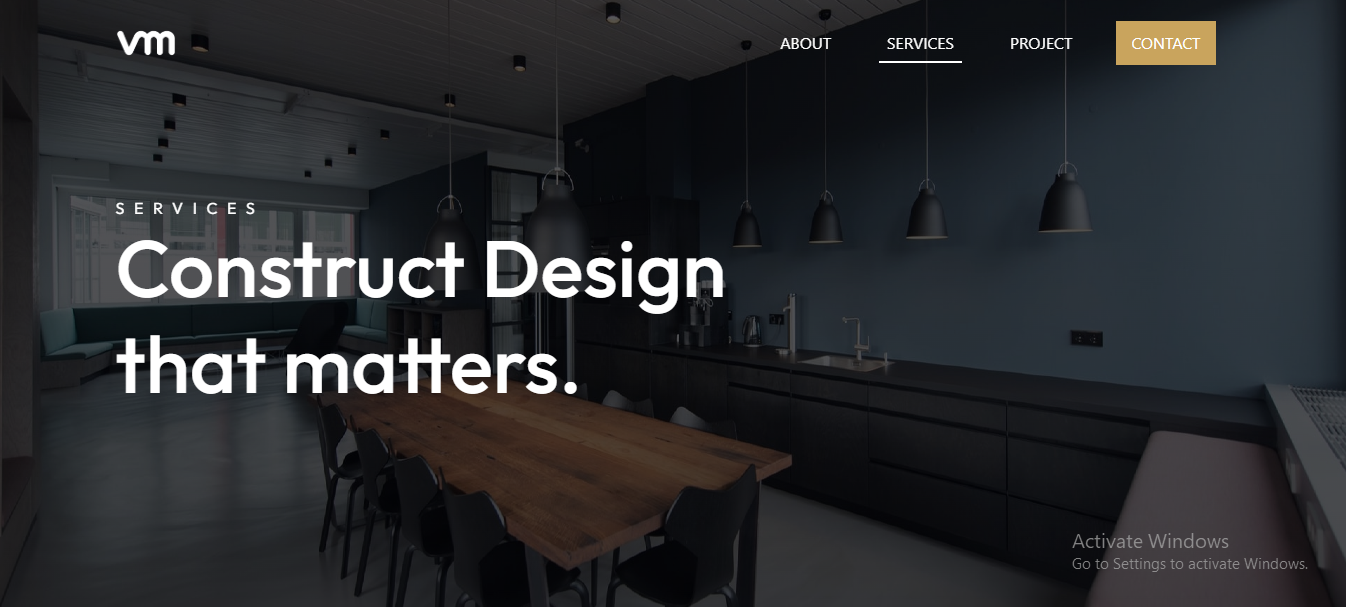 vm
ABOUT
SERVICES
PROJECT
CONTACT
SERVICES
Construct Design
that matters.
Activate Windows
Go to Settings to activate Windows.